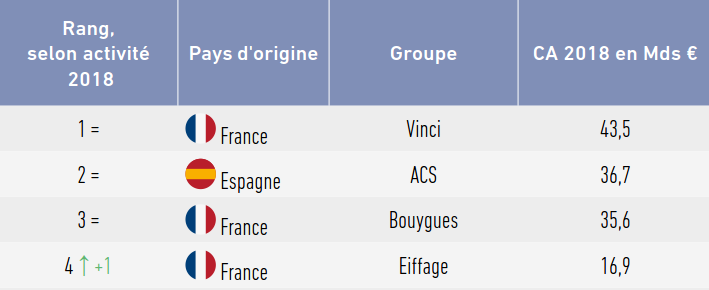 Rang,
selon activité
2018
Pays d'origine
Groupe
CA 2018 en Mds €
1 = France Vinci 43,5
2 = Espagne ACS 36,7
3 = France Bouygues 35,6
4 ↑ +1 France Eiffage 16,9